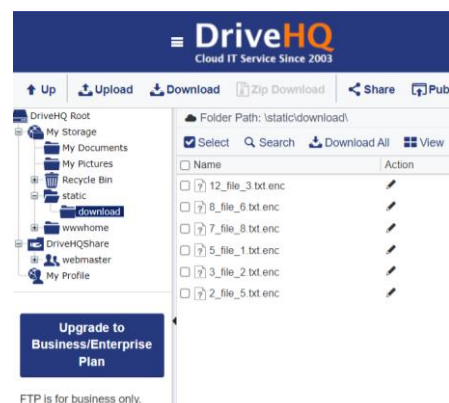 DriveHQ
Cloud IT Service Since 2003
Up Upload Download Zip Download Share Pub
DriveHQ Root
My Storage
My Documents
My Pictures
Recycle Bin
static
download
wwwhome
DriveHQShare
webmaster
My Profile
Upgrade to
Business/Enterprise
Plan
FTP is for business only.
Folder Path: \static\download\
Select Search Download All View
Name Action
12_file_3.txt.enc
8_file_6.txt.enc
7_file_8.txt.enc
5_file_1.txt.enc
3_file_2.txt.enc
2_file_5.txt.enc